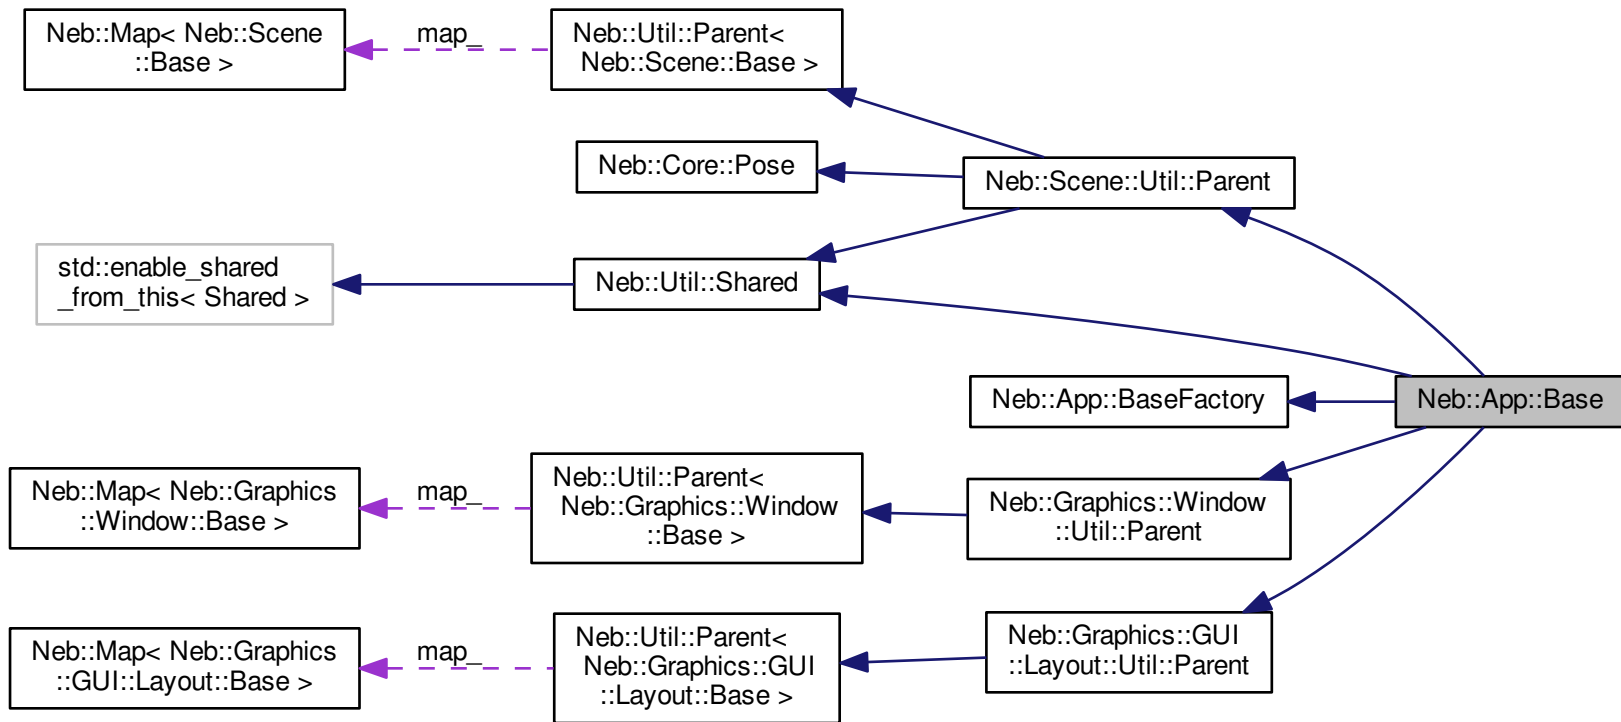 Neb::Map< Neb::Scene
::Base >
map_
Neb::Util::Parent<
Neb::Scene::Base >
Neb::Core::Pose
Neb::Scene::Util::Parent
std::enable_shared
_from_this< Shared >
Neb::Util::Shared
Neb::App::BaseFactory
Neb::App::Base
Neb::Map< Neb::Graphics
::Window::Base >
map_
Neb::Util::Parent<
Neb::Graphics::Window
::Base >
Neb::Graphics::Window
::Util::Parent
Neb::Map< Neb::Graphics
::GUI::Layout::Base >
map_
Neb::Util::Parent<
Neb::Graphics::GUI
::Layout::Base >
Neb::Graphics::GUI
::Layout::Util::Parent